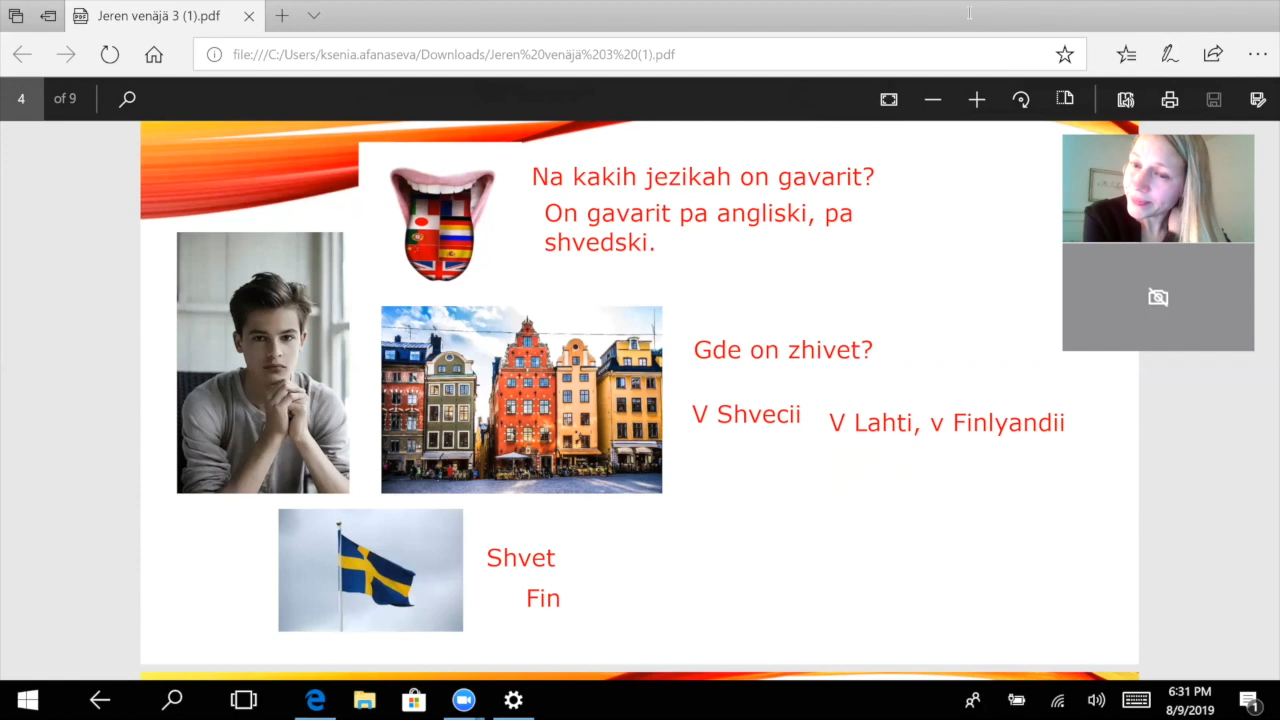 Jeren venäjä 3 (1).pdf
file:///C:/Users/ksenia.afanaseva/Downloads/Jeren%20venäjä%203%20(1).pdf
4 of 9
Na kakih jezikah on gavarit?
On gavarit pa angliski, pa
shvedski.
Gde on zhivet?
V Shvecii
V Lahti, v Finlyandii
Shvet
Fin
6:31 PM
8/9/2019
1